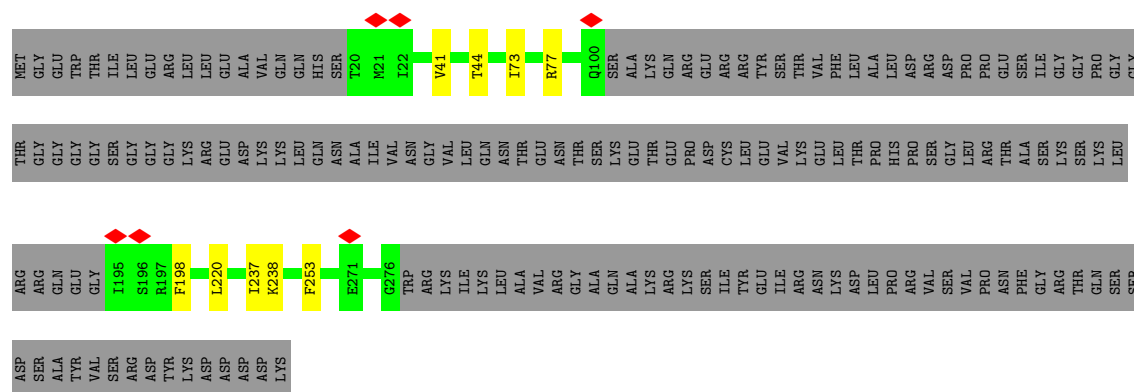 MET GLY GLU TRP THR ILE LEU GLU ARG LEU LEU GLU ALA VAL GLN GLN HIS SER T20 M21 I22 V41 T44 I73 R77 Q100 SER ALA LYS GLN ARG GLU ARG ARG TYR SER THR VAL PHE LEU ALA LEU ASP ARG ASP PRO PRO GLU SER ILE GLY GLY PRO GLY GLY
THR GLY GLY GLY GLY SER GLY GLY GLY LYS ARG GLU ASP LYS LYS LEU GLN ASN ALA ILE VAL ASN GLY VAL LEU GLN ASN THR GLU ASN THR SER LYS GLU THR GLU PRO ASP CYS LEU GLU VAL LYS GLU LEU THR PRO HIS PRO SER GLY LEU ARG THR ALA SER LYS SER LYS LEU
ARG ARG GLN GLU GLY I195 S196 R197 F198 L220 I237 K238 F253 E271 G276 TRP ARG LYS ILE LYS LEU ALA VAL ARG GLY ALA GLN ALA LYS ARG LYS SER ILE TYR GLU ILE ARG ASN LYS ASP LEU PRO ARG VAL SER VAL PRO ASN PHE GLY ARG THR GLN SER SER
ASP SER ALA TYR VAL SER ARG ASP TYR LYS ASP ASP ASP ASP LYS